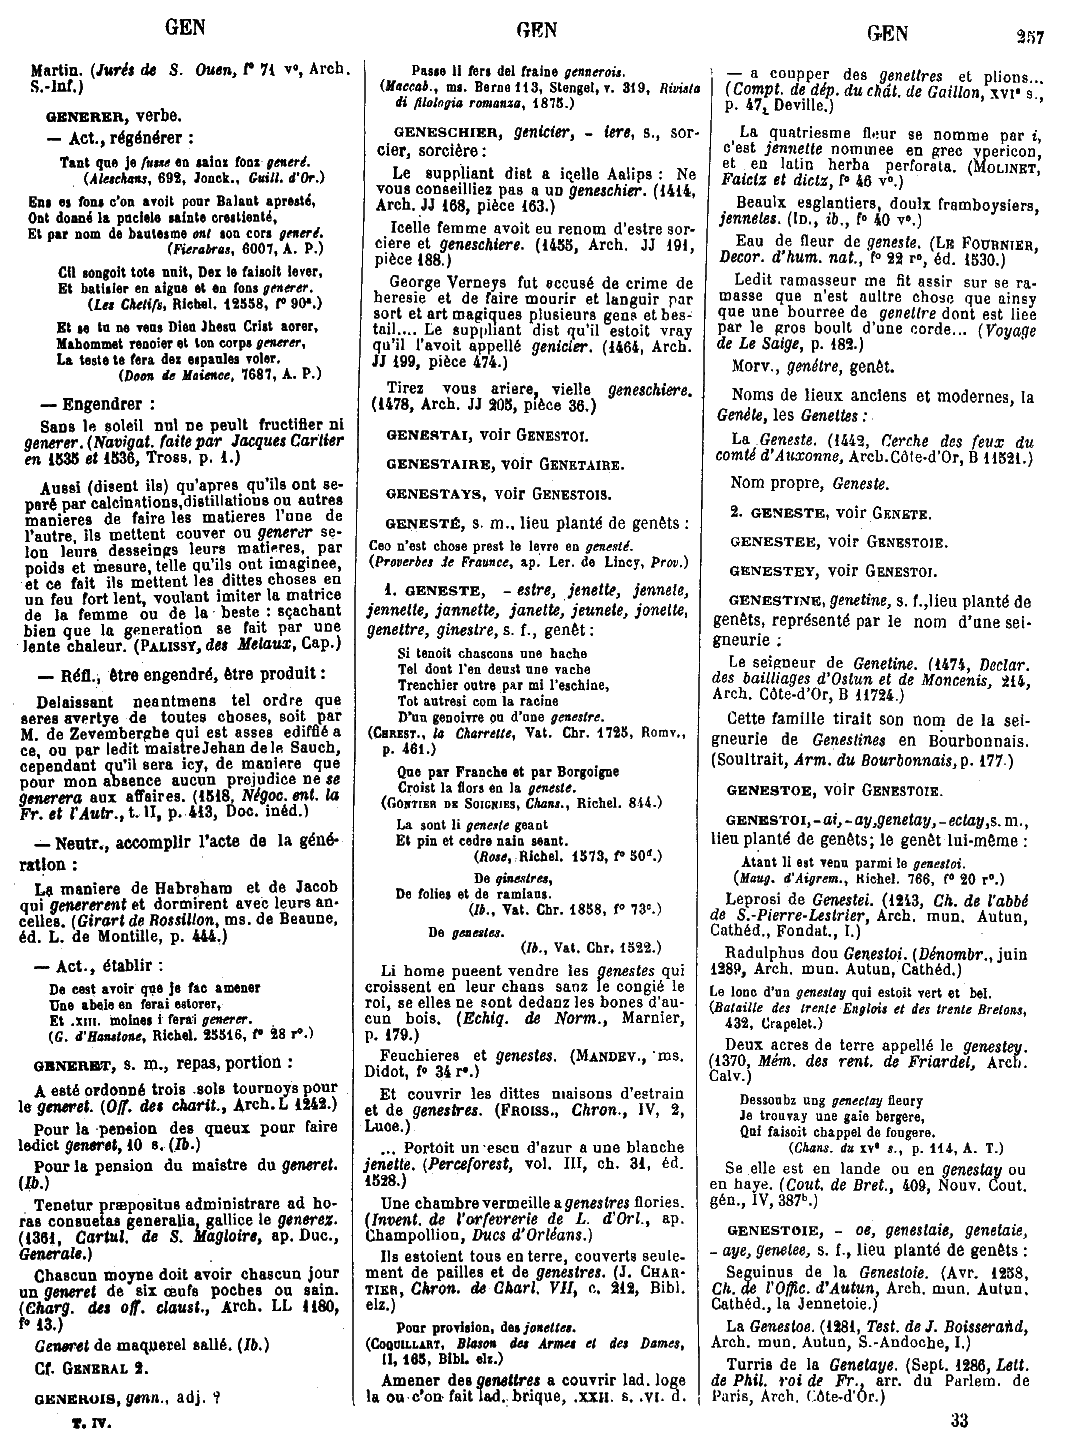 GEN
GEN
GEN
257
Martin. (Jurés de S. Ouen, f° 71 v°, Arch.
S.-Inf.)
GENERER, verbe.
— Act., régénérer :
Tant que je fusse en sainz fonz generé.
(Aleschans, 692, Jonck., Guill. d'Or.)
Ens es fons c'on avoit pour Balant apresté,
Ont donné la puciele sainte crestienté,
Et par nom de bautesme ont son cors generé.
(Fierabras, 6007, A. P.)
Cil songoit tote nuit, Dex le faisoit lever,
Et batisier en aigue et en fons generer.
(Les Chetifs, Richel. 12558, f° 90ª.)
Et se tu ne veus Dieu Jhesu Crist aorer,
Mahommet renoier et ton corps generer,
La teste te fera dez espaules voler.
(Doon de Maience, 7687, A. P.)
— Engendrer :
Sans le soleil nul ne peult fructifier ni
generer. (Navigat. faite par Jacques Cartier
en 1535 et 1536, Tross, p. 1.)
Aussi (disent ils) qu'apres qu'ils ont se-
paré par calcinations, distillations ou autres
manieres de faire les matieres l'une de
l'autre, ils mettent couver ou generer se-
lon leurs desseings leurs matieres, par
poids et mesure, telle qu'ils ont imaginee,
et ce fait ils mettent les dittes choses en
un feu fort lent, voulant imiter la matrice
de la femme ou de la beste : sçachant
bien que la generation se fait par une
lente chaleur. (PALISSY, des Metaux, Cap.)
— Réfl., être engendré, être produit :
Delaissant neantmens tel ordre que
seres avertye de toutes choses, soit par
M. de Zevemberghe qui est asses edifflé a
ce, ou par ledit maistre Jehan de le Sauch,
cependant qu'il sera icy, de maniere que
pour mon absence aucun prejudice ne se
generera aux affaires. (1518, Négoc. ent. la
Fr. et l'Autr., t. II, p. 413, Doc. inéd.)
— Neutr., accomplir l'acte de la géné-
ration :
La maniere de Habraham et de Jacob
qui genererent et dormirent avec leurs an-
celles. (Girart de Rossillon, ms. de Beaune,
éd. L. de Montille, p. 444.)
— Act., établir :
De cest avoir que je fac amener
Une abeie en ferai estorer,
Et .XIII. moines i ferai generer.
(G. d'Hanstone, Richel. 25516, f° 28 r°.)
GENERET, s. m., repas, portion :
A esté ordonné trois sols tournoys pour
le generet. (Off. des charit., Arch. L 1242.)
Pour la pension des queux pour faire
ledict generet, 10 s. (Ib.)
Pour la pension du maistre du generet.
(Ib.)
Tenetur præpositus administrare ad ho-
ras consuetas generalia, gallice le generez.
(1361, Cartul. de S. Magloire, ap. Duc.,
Generale.)
Chascun moyne doit avoir chascun jour
un generet de six œufs poches ou sain.
(Charg. des off. claust., Arch. LL 1180,
f° 13.)
Generet de maquerel sallé. (Ib.)
Cf. GENERAL 2.
GENEROIS, genn., adj. ?
T. IV.
Passe li fers del fraine gennerois.
(Maccab., ms. Berne 113, Stengel, v. 319, Rivista
di filologia romanza, 1875.)
GENESCHIER, genicier, - iere, s., sor-
cier, sorcière :
Le suppliant dist a icelle Aalips : Ne
vous conseilliez pas a un geneschier. (1414,
Arch. JJ 168, pièce 163.)
Icelle femme avoit eu renom d'estre sor-
ciere et geneschiere. (1455, Arch. JJ 191,
pièce 188.)
George Verneys fut accusé de crime de
heresie et de faire mourir et languir par
sort et art magiques plusieurs gens et bes-
tail.... Le suppliant dist qu'il estoit vray
qu'il l'avoit appellé genicier. (1464, Arch.
JJ 199, pièce 474.)
Tirez vous ariere, vielle geneschiere.
(1478, Arch. JJ 205, pièce 36.)
GENESTAI, voir GENESTOI.
GENESTAIRE, voir GENETAIRE.
GENESTAYS, voir GENESTOIS.
GENESTÉ, s. m., lieu planté de genêts :
Ceo n'est chose prest le levre en genesté.
(Proverbes de Fraunce, ap. Ler. de Lincy, Prov.)
1. GENESTE, - estre, jenette, jennele,
jennette, jannette, janette, jeunete, jonette,
genettre, ginestre, s. f., genêt :
Si tenoit chascons une hache
Tel dont l'en deust une vache
Trenchier outre par mi l'eschine,
Tot autresi com la racine
D'un genoivre ou d'une genestre.
(CHREST., la Charrette, Vat. Chr. 1725, Romv.,
p. 461.)
Que par Franche et par Borgoigne
Croist la flors en la geneste.
(GONTIER DE SOIGNIES, Chans., Richel. 844.)
La sont li geneste geant
Et pin et cedre nain seant.
(Rose, Richel. 1573, f° 50ᵈ.)
De ginestres,
De folies et de ramians.
(Ib., Vat. Chr. 1858, f° 73ᶜ.)
De genestes.
(Ib., Vat. Chr. 1522.)
Li home pueent vendre les genestes qui
croissent en leur chans sanz le congié le
roi, se elles ne sont dedanz les bones d'au-
cun bois. (Echiq. de Norm., Marnier,
p. 179.)
Feuchieres et genestes. (MANDEV., ms.
Didot, f° 34 r°.)
Et couvrir les dittes maisons d'estrain
et de genestres. (FROISS., Chron., IV, 2,
Luce.)
... Portoit un escu d'azur a une blanche
jenette. (Perceforest, vol. III, ch. 31, éd.
1528.)
Une chambre vermeille a genestres flories.
(Invent. de l'orfevrerie de L. d'Orl., ap.
Champollion, Ducs d'Orléans.)
Ils estoient tous en terre, couverts seule-
ment de pailles et de genestres. (J. CHAR-
TIER, Chron. de Charl. VII, c. 212, Bibl.
elz.)
Pour provision, des jonettes.
(COQUILLART, Blason des Armes et des Dames,
II, 165, Bibl. elz.)
Amener des genettres a couvrir lad. loge
la ou c'on fait lad. brique, .XXII. s. .VI. d.
— a coupper des genettres et plions...
(Compt. de dép. du chât. de Gaillon, XVIᵉ s.,
p. 47, Deville.)
La quatriesme fleur se nomme par i,
c'est jennette nommee en grec ypericon,
et en latin herba perforata. (MOLINET,
Faictz et dictz, f° 46 v°.)
Beaulx esglantiers, doulx framboysiers,
jennetes. (ID., ib., f° 40 v°.)
Eau de fleur de geneste. (LE FOURNIER,
Decor. d'hum. nat., f° 22 r°, éd. 1530.)
Ledit ramasseur me fit assir sur se ra-
masse que n'est aultre chose que ainsy
que une bourree de genettre dont est liee
par le gros boult d'une corde... (Voyage
de Le Saige, p. 182.)
Morv., genétre, genêt.
Noms de lieux anciens et modernes, la
Genéte, les Genettes :
La Geneste. (1442, Cerche des feux du
comté d'Auxonne, Arch. Côte-d'Or, B 11521.)
Nom propre, Geneste.
2. GENESTE, voir GENETE.
GENESTEE, voir GENESTOIE.
GENESTEY, voir GENESTOI.
GENESTINE, genetine, s. f., lieu planté de
genêts, représenté par le nom d'une sei-
gneurie :
Le seigneur de Genetine. (1474, Declar.
des bailliages d'Ostun et de Moncenis, 214,
Arch. Côte-d'Or, B 11724.)
Cette famille tirait son nom de la sei-
gneurie de Genestines en Bourbonnais.
(Soultrait, Arm. du Bourbonnais, p. 177.)
GENESTOE, voir GENESTOIE.
GENESTOI, - ai, - ay, genetay, - eclay, s. m.,
lieu planté de genêts; le genêt lui-même :
Atant li est venu parmi le genestoi.
(Maug. d'Aigrem., Richel. 766, f° 20 r°.)
Leprosi de Genestei. (1213, Ch. de l'abbé
de S.-Pierre-Lestrier, Arch. mun. Autun,
Cathéd., Fondat., I.)
Radulphus dou Genestoi. (Dénombr., juin
1289, Arch. mun. Autun, Cathéd.)
Le lonc d'un genestay qui estoit vert et bel.
(Bataille des trente Englois et des trente Bretons,
432, Crapelet.)
Deux acres de terre appellé le genestey.
(1370, Mém. des rent. de Friardel, Arch.
Calv.)
Dessoubz ung genectay fleury
Je trouvay une gaie bergere,
Qui faisoit chappel de fougere.
(Chans. du XVᵉ s., p. 114, A. T.)
Se elle est en lande ou en genestay ou
en haye. (Cout. de Bret., 409, Nouv. Cout.
gén., IV, 387ᵇ.)
GENESTOIE, - oe, genestaie, genetaie,
- aye, genetee, s. f., lieu planté de genêts :
Seguinus de la Genestoie. (Avr. 1258,
Ch. de l'Offic. d'Autun, Arch. mun. Autun,
Cathéd., la Jennetoie.)
La Genestoe. (1281, Test. de J. Boisserand,
Arch. mun. Autun, S.-Andoche, I.)
Turris de la Genetaye. (Sept. 1286, Lett.
de Phil. roi de Fr., arr. du Parlem. de
Paris, Arch. Côte-d'Or.)
33